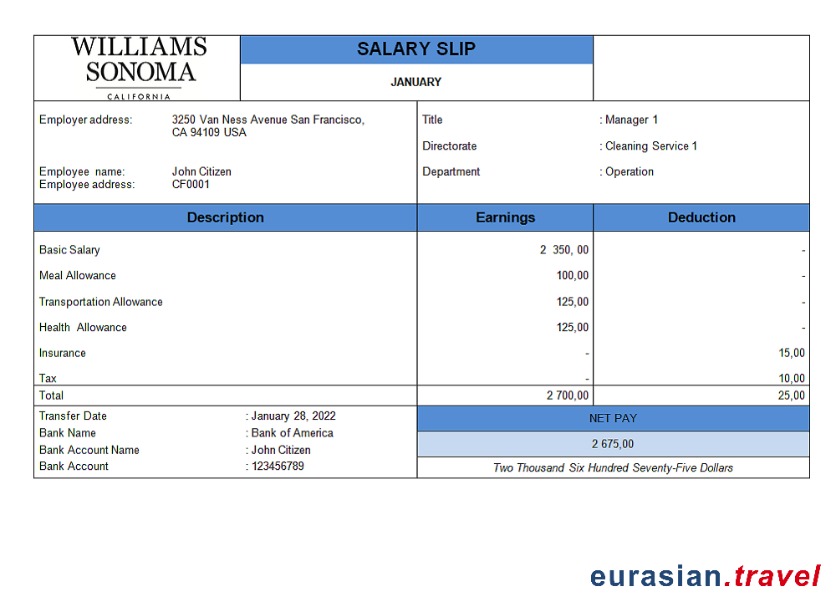 WILLIAMS
SONOMA
CALIFORNIA
SALARY SLIP
JANUARY
Employer address: 3250 Van Ness Avenue San Francisco,
CA 94109 USA
Employee name: John Citizen
Employee address: CF0001
Title : Manager 1
Directorate : Cleaning Service 1
Department : Operation
Description Earnings Deduction
Basic Salary 2 350, 00 -
Meal Allowance 100,00 -
Transportation Allowance 125,00 -
Health Allowance 125,00 -
Insurance - 15,00
Tax - 10,00
Total 2 700,00 25,00
Transfer Date : January 28, 2022
Bank Name : Bank of America
Bank Account Name : John Citizen
Bank Account : 123456789
NET PAY
2 675,00
Two Thousand Six Hundred Seventy-Five Dollars
eurasian.travel